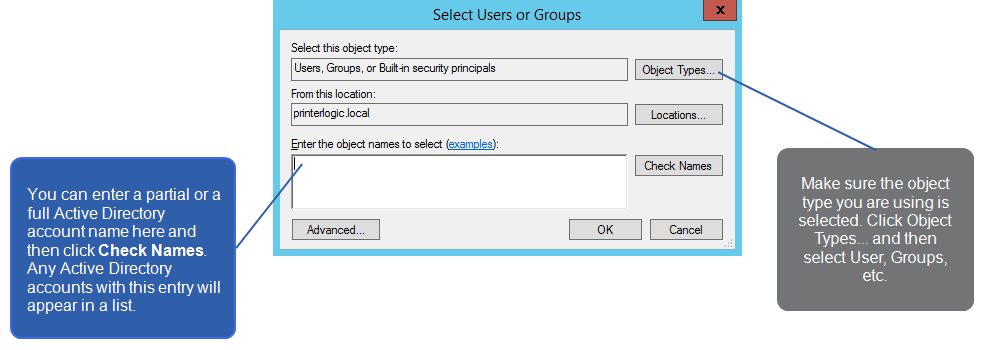 Select Users or Groups
x
Select this object type:
Users, Groups, or Built-in security principals
Object Types...
From this location:
printerlogic.local
Locations...
Enter the object names to select (examples):
Check Names
Advanced...
OK
Cancel
You can enter a partial or a
full Active Directory
account name here and
then click Check Names.
Any Active Directory
accounts with this entry will
appear in a list.
Make sure the object
type you are using is
selected. Click Object
Types... and then
select User, Groups,
etc.